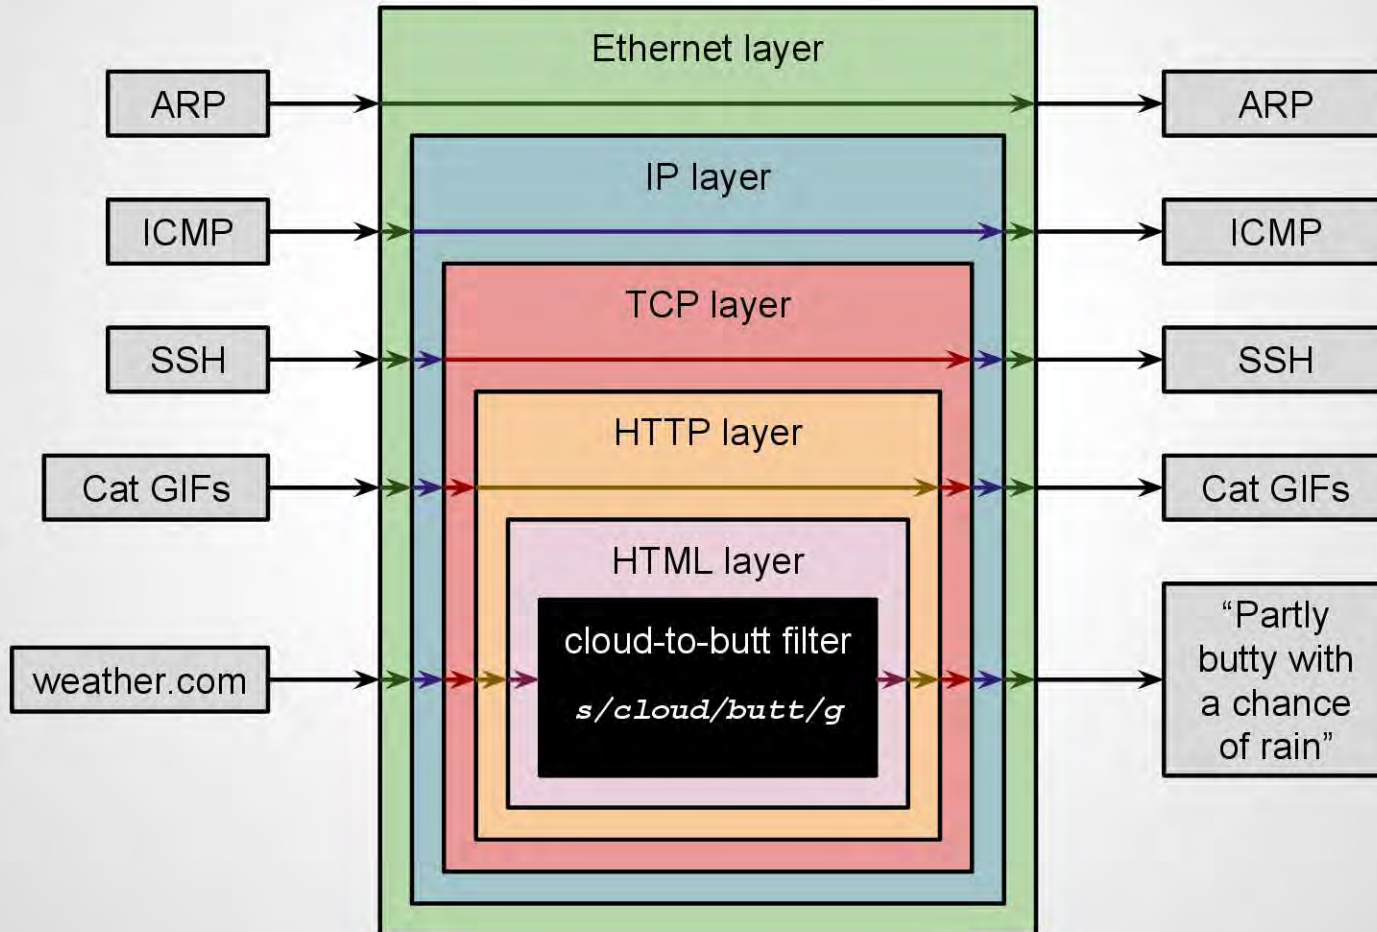 Ethernet layer
ARP
ARP
IP layer
ICMP
ICMP
TCP layer
SSH
SSH
HTTP layer
Cat GIFs
Cat GIFs
HTML layer
cloud-to-butt filter
s/cloud/butt/g
weather.com
“Partly
butty with
a chance
of rain”